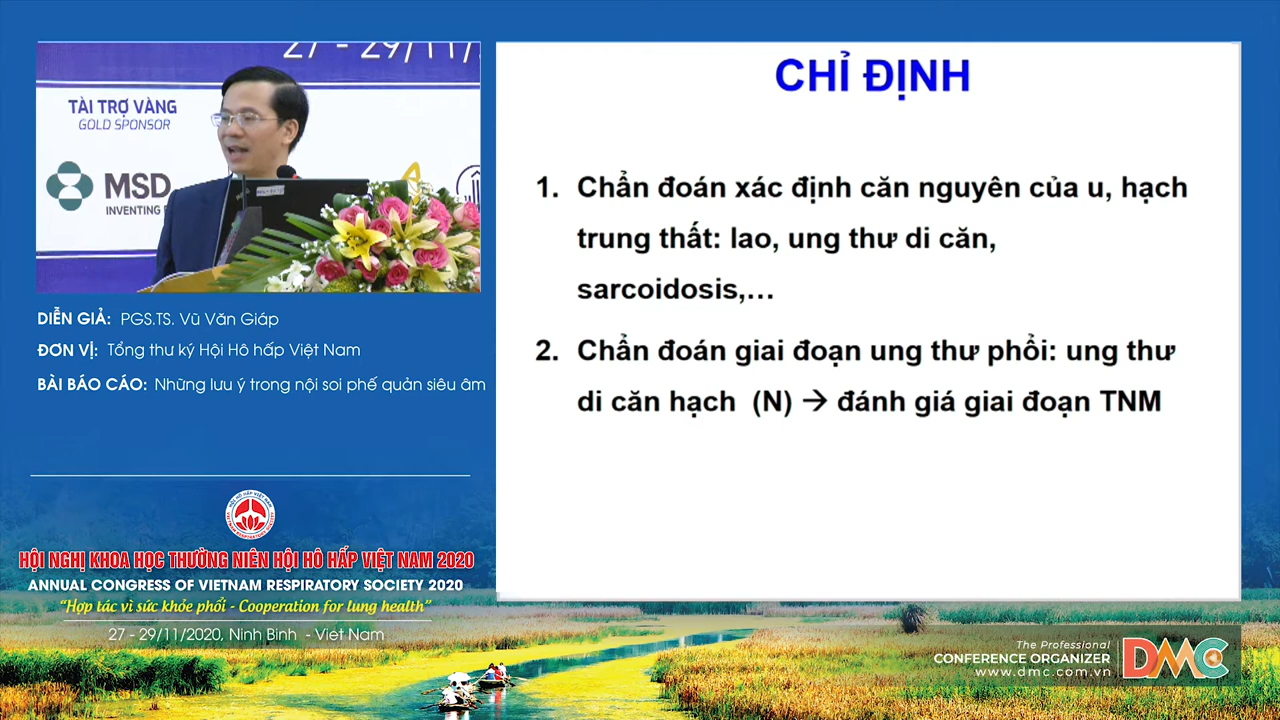 27 - 29/11/
TÀI TRỢ VÀNG
GOLD SPONSOR
MSD
DIỄN GIẢ: PGS.TS. Vũ Văn Giáp
ĐƠN VỊ: Tổng thư ký Hội Hô hấp Việt Nam
BÀI BÁO CÁO: Những lưu ý trong nội soi phế quản siêu âm
HỘI NGHỊ KHOA HỌC THƯỜNG NIÊN HỘI HÔ HẤP VIỆT NAM 2020
ANNUAL CONGRESS OF VIETNAM RESPIRATORY SOCIETY 2020
“Hợp tác vì sức khỏe phổi - Cooperation for lung health”
27 - 29/11/2020, Ninh Bình - Viet Nam
CHỈ ĐỊNH
1. Chẩn đoán xác định căn nguyên của u, hạch
trung thất: lao, ung thư di căn,
sarcoidosis,...
2. Chẩn đoán giai đoạn ung thư phổi: ung thư
di căn hạch (N) → đánh giá giai đoạn TNM
The Professional
CONFERENCE ORGANIZER
www.dmc.com.vn
DMC